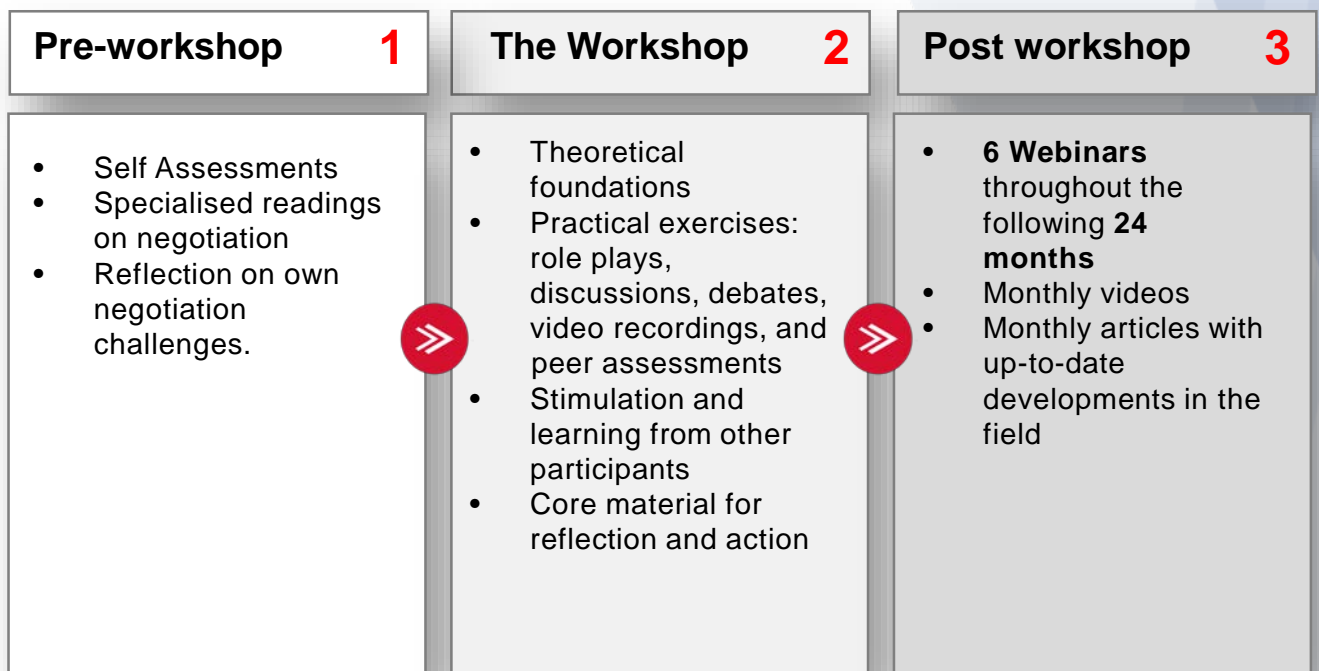 Pre-workshop 1
• Self Assessments
• Specialised readings
on negotiation
• Reflection on own
negotiation
challenges.
The Workshop 2
• Theoretical
foundations
• Practical exercises:
role plays,
discussions, debates,
video recordings, and
peer assessments
• Stimulation and
learning from other
participants
• Core material for
reflection and action
Post workshop 3
• 6 Webinars
throughout the
following 24
months
• Monthly videos
• Monthly articles with
up-to-date
developments in the
field